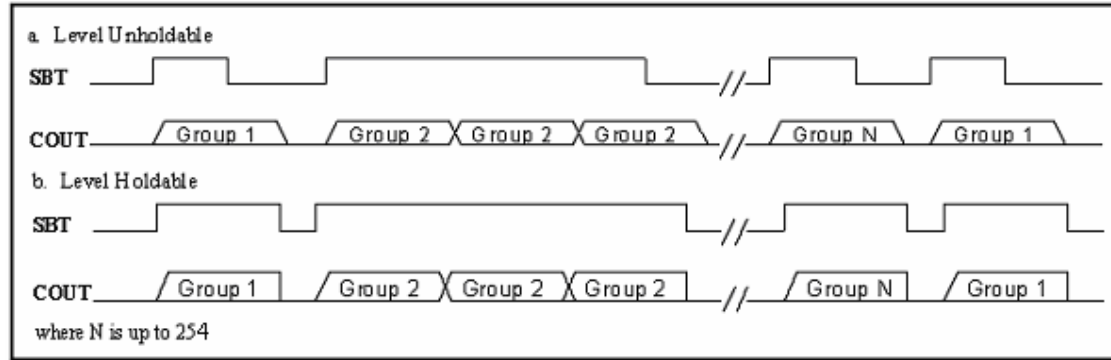 a. Level Unholdable
SBT
Group 1 Group 2 Group 2 Group 2 Group N Group 1
COUT
b. Level Holdable
SBT
Group 1 Group 2 Group 2 Group 2 Group N Group 1
COUT
where N is up to 254